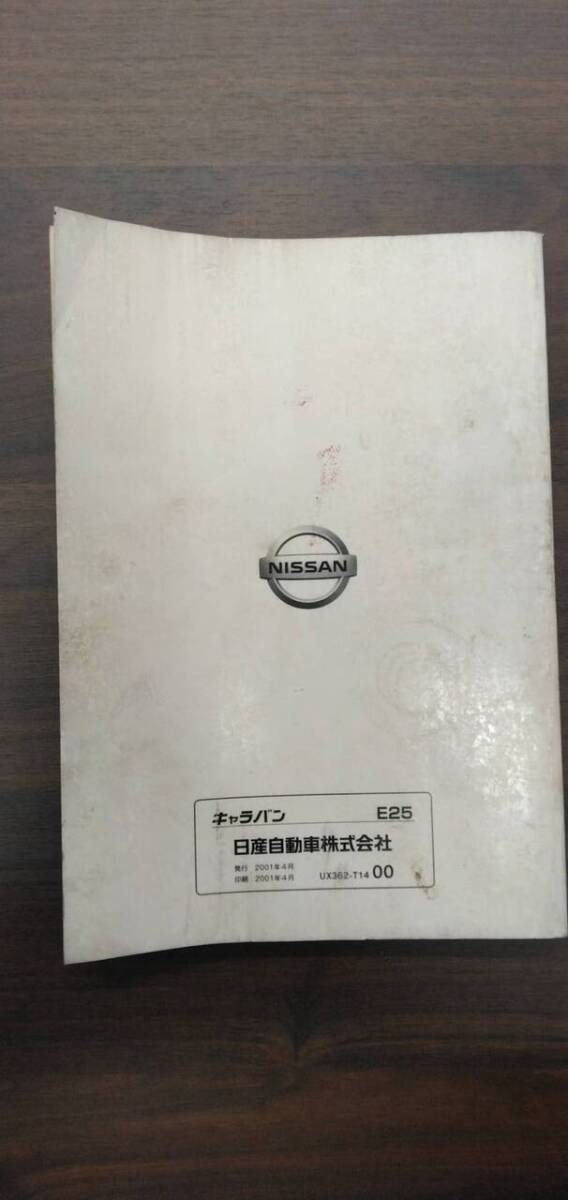 NISSAN
キャラバン E25
日産自動車株式会社
発行 2001年4月
印刷 2001年4月 UX362-T14 00